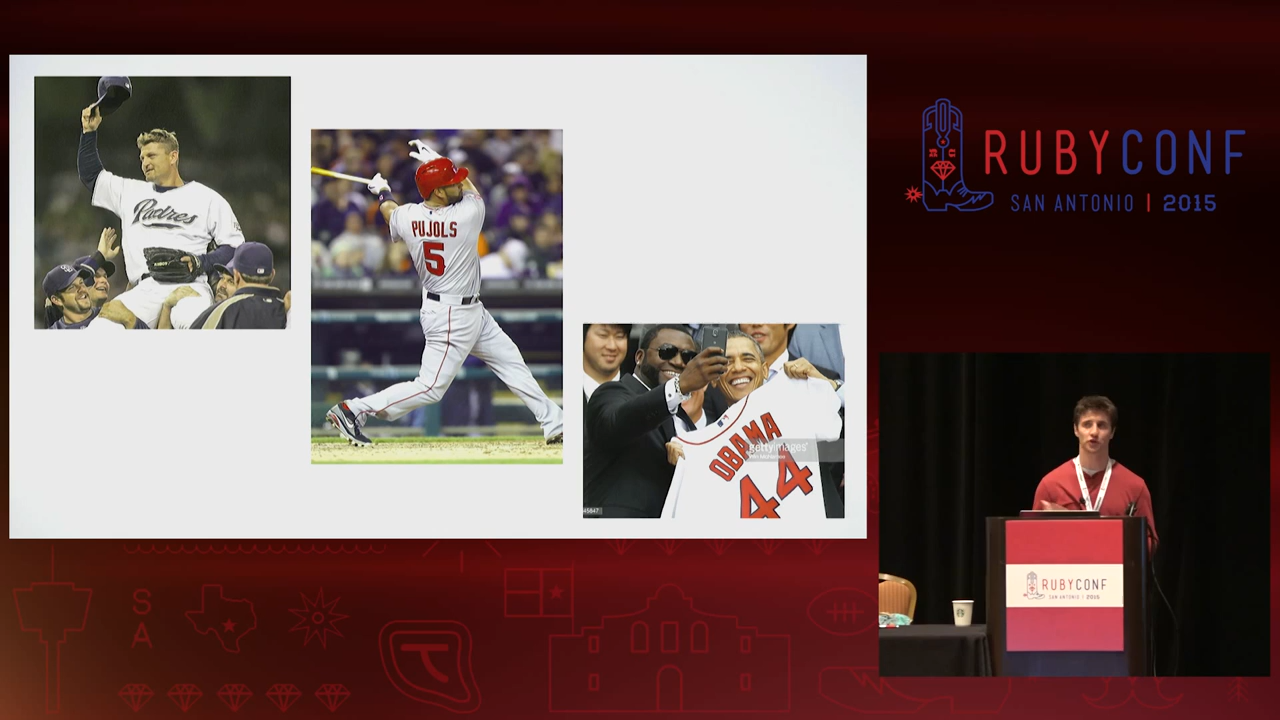 Padres
PUJOLS
5
OBAMA
44
gettyimages
RUBYCONF
SAN ANTONIO | 2015
RUBYCONF
SAN ANTONIO | 2015
S
A